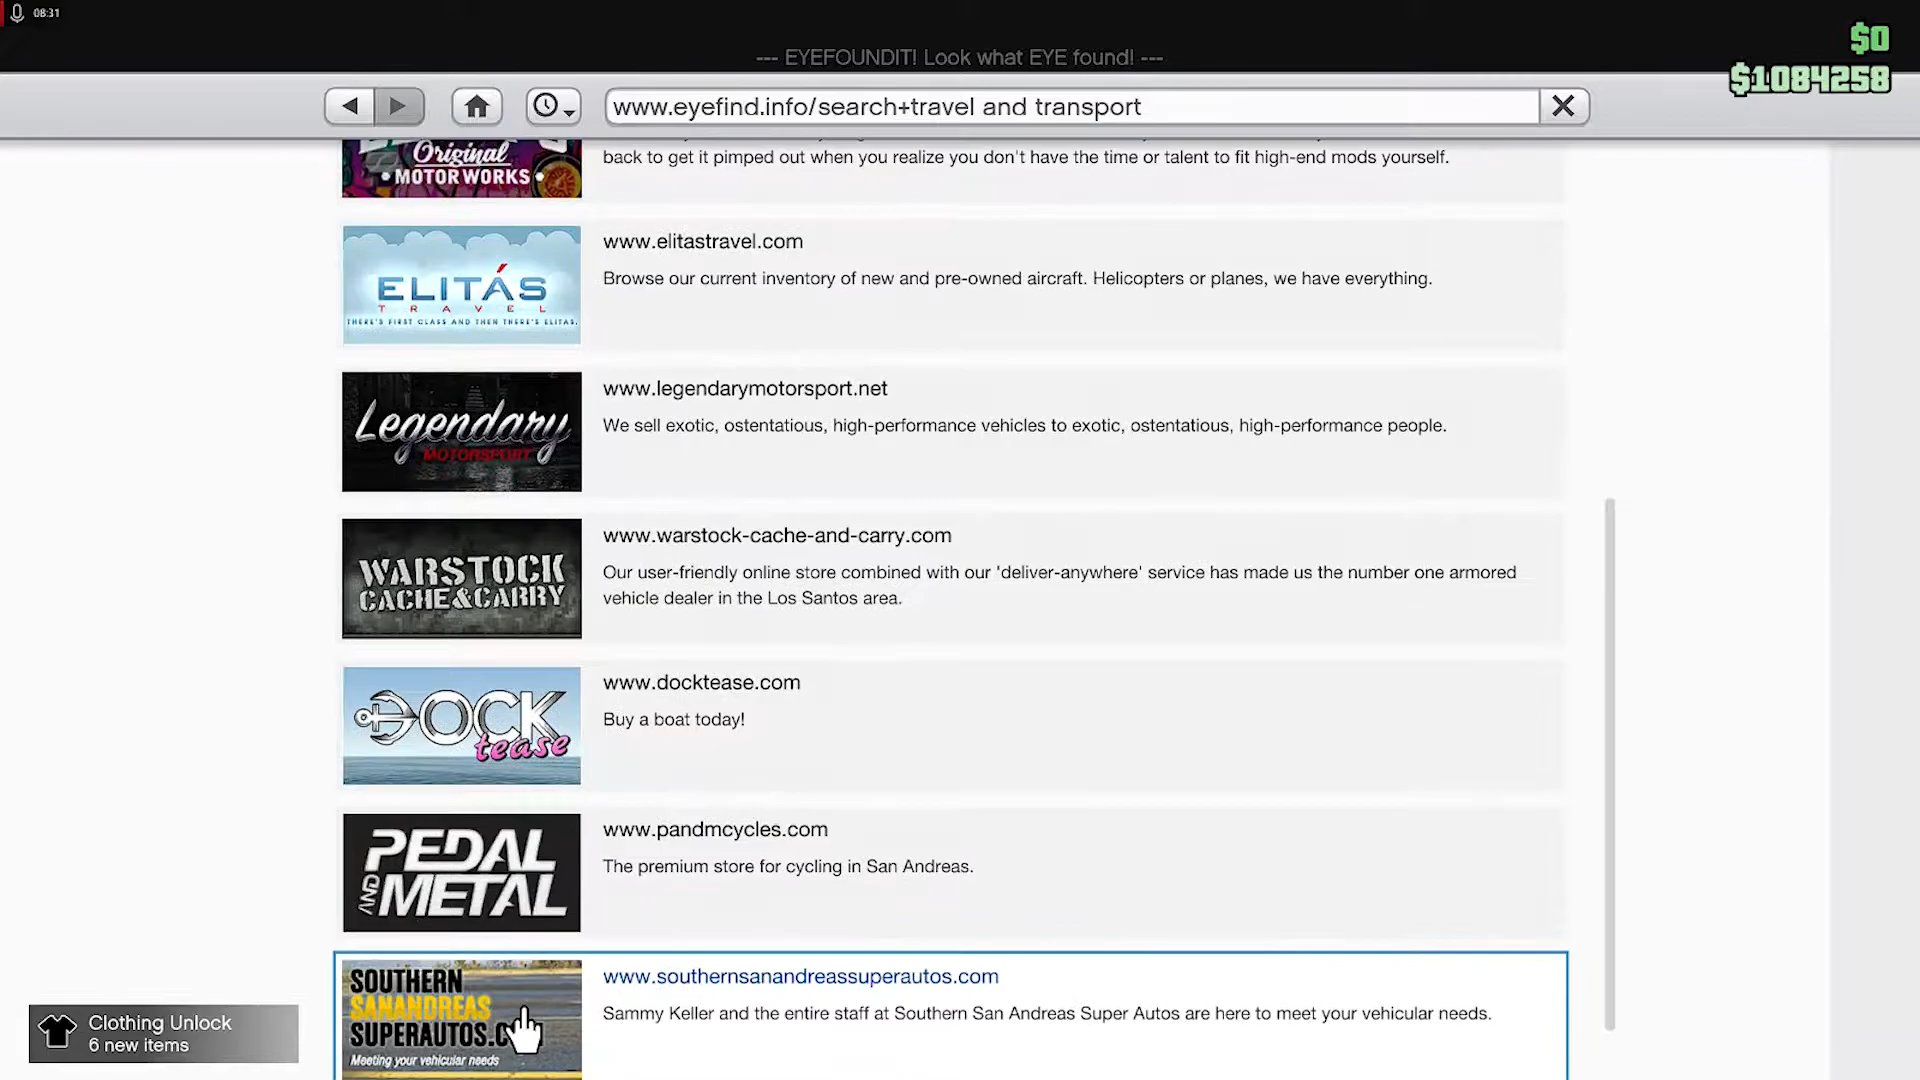 08:31
$0
--- EYEFOUNDIT! Look what EYE found! ---
$1084258
www.eyefind.info/search+travel and transport
Original
MOTOR WORKS
back to get it pimped out when you realize you don't have the time or talent to fit high-end mods yourself.
ELITÁS
TRAVEL
THERE'S FIRST CLASS AND THEN THERE'S ELITAS.
www.elitastravel.com
Browse our current inventory of new and pre-owned aircraft. Helicopters or planes, we have everything.
Legendary
MOTORSPORT
www.legendarymotorsport.net
We sell exotic, ostentatious, high-performance vehicles to exotic, ostentatious, high-performance people.
WARSTOCK
CACHE&CARRY
www.warstock-cache-and-carry.com
Our user-friendly online store combined with our 'deliver-anywhere' service has made us the number one armored
vehicle dealer in the Los Santos area.
DOCK
tease
www.docktease.com
Buy a boat today!
PEDAL
AND METAL
www.pandmcycles.com
The premium store for cycling in San Andreas.
SOUTHERN
SANANDREAS
SUPERAUTOS.C
Meeting your vehicular needs
www.southernsanandreassuperautos.com
Sammy Keller and the entire staff at Southern San Andreas Super Autos are here to meet your vehicular needs.
Clothing Unlock
6 new items